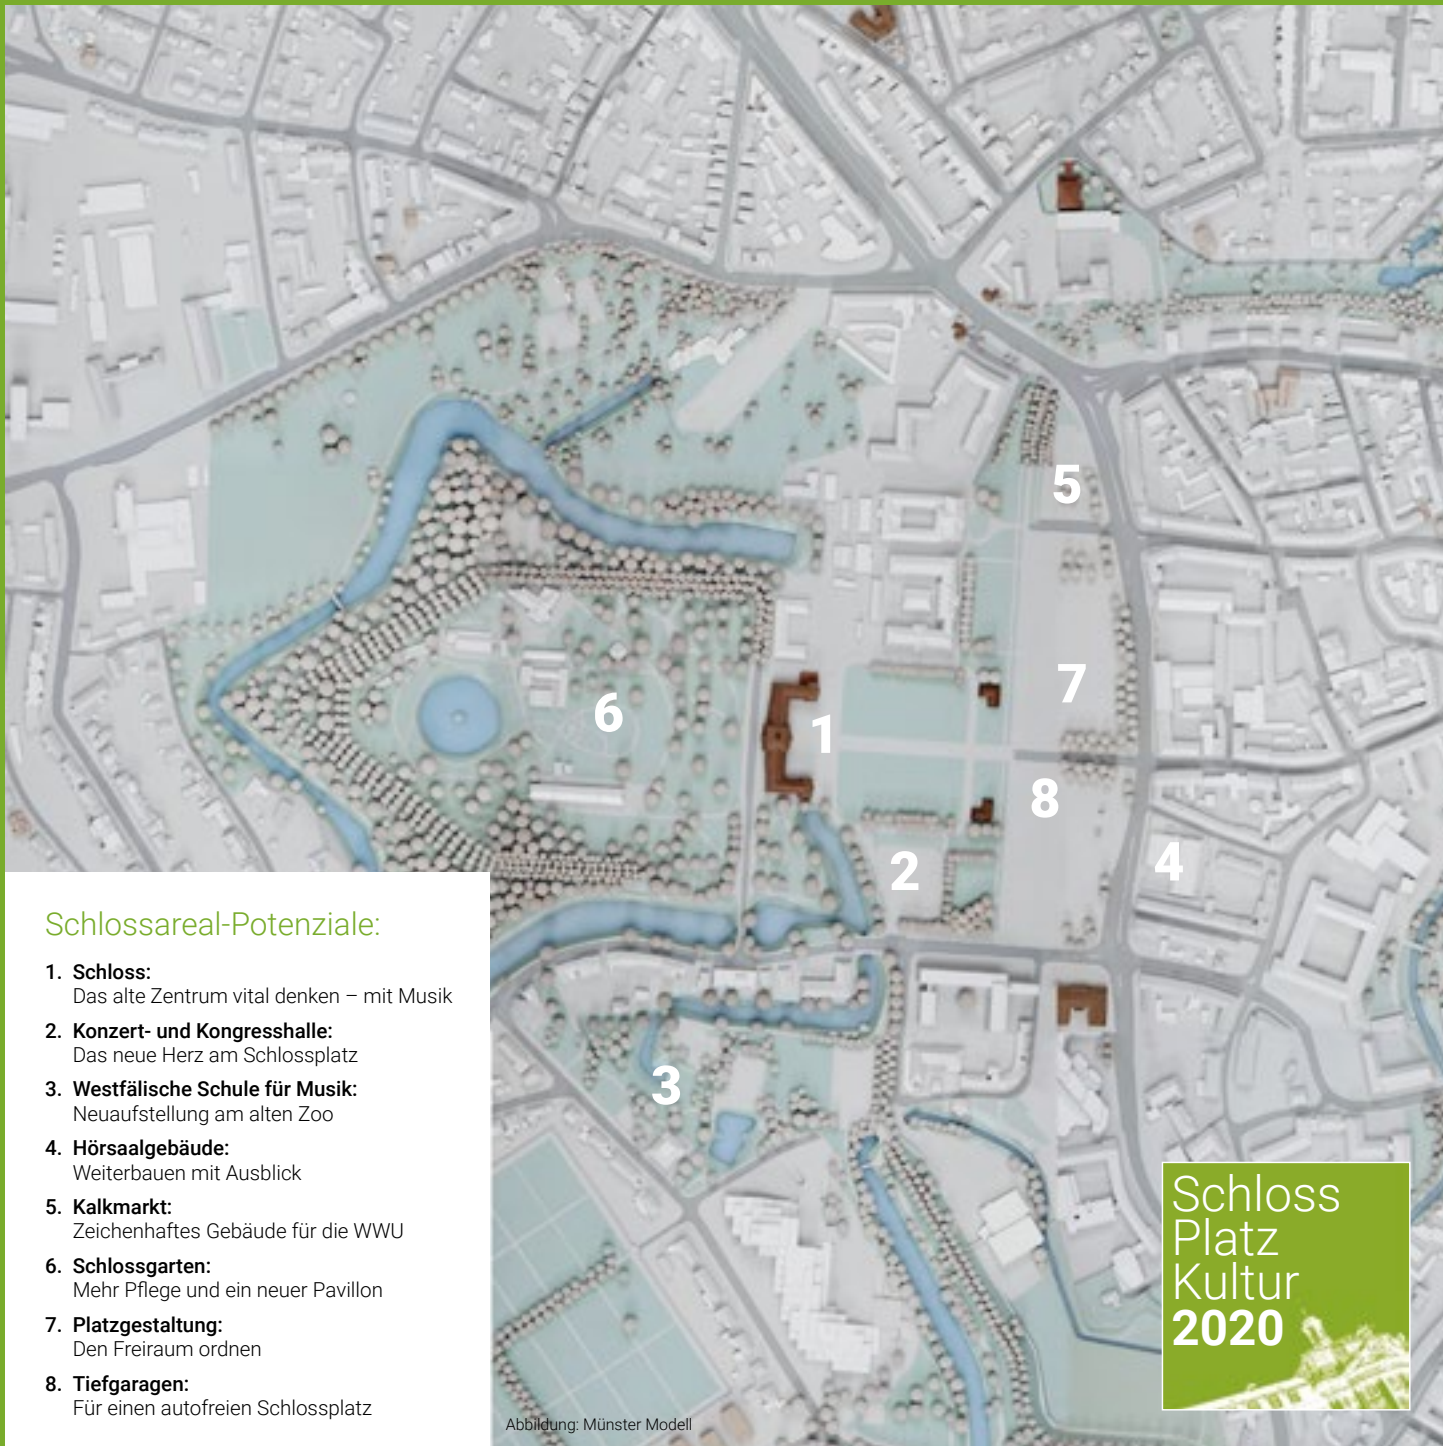 5
7
6
1
8
4
2
3
Schlossareal-Potenziale:
1. Schloss:
Das alte Zentrum vital denken – mit Musik
2. Konzert- und Kongresshalle:
Das neue Herz am Schlossplatz
3. Westfälische Schule für Musik:
Neuaufstellung am alten Zoo
4. Hörsaalgebäude:
Weiterbauen mit Ausblick
5. Kalkmarkt:
Zeichenhaftes Gebäude für die WWU
6. Schlossgarten:
Mehr Pflege und ein neuer Pavillon
7. Platzgestaltung:
Den Freiraum ordnen
8. Tiefgaragen:
Für einen autofreien Schlossplatz
Abbildung: Münster Modell
Schloss
Platz
Kultur
2020